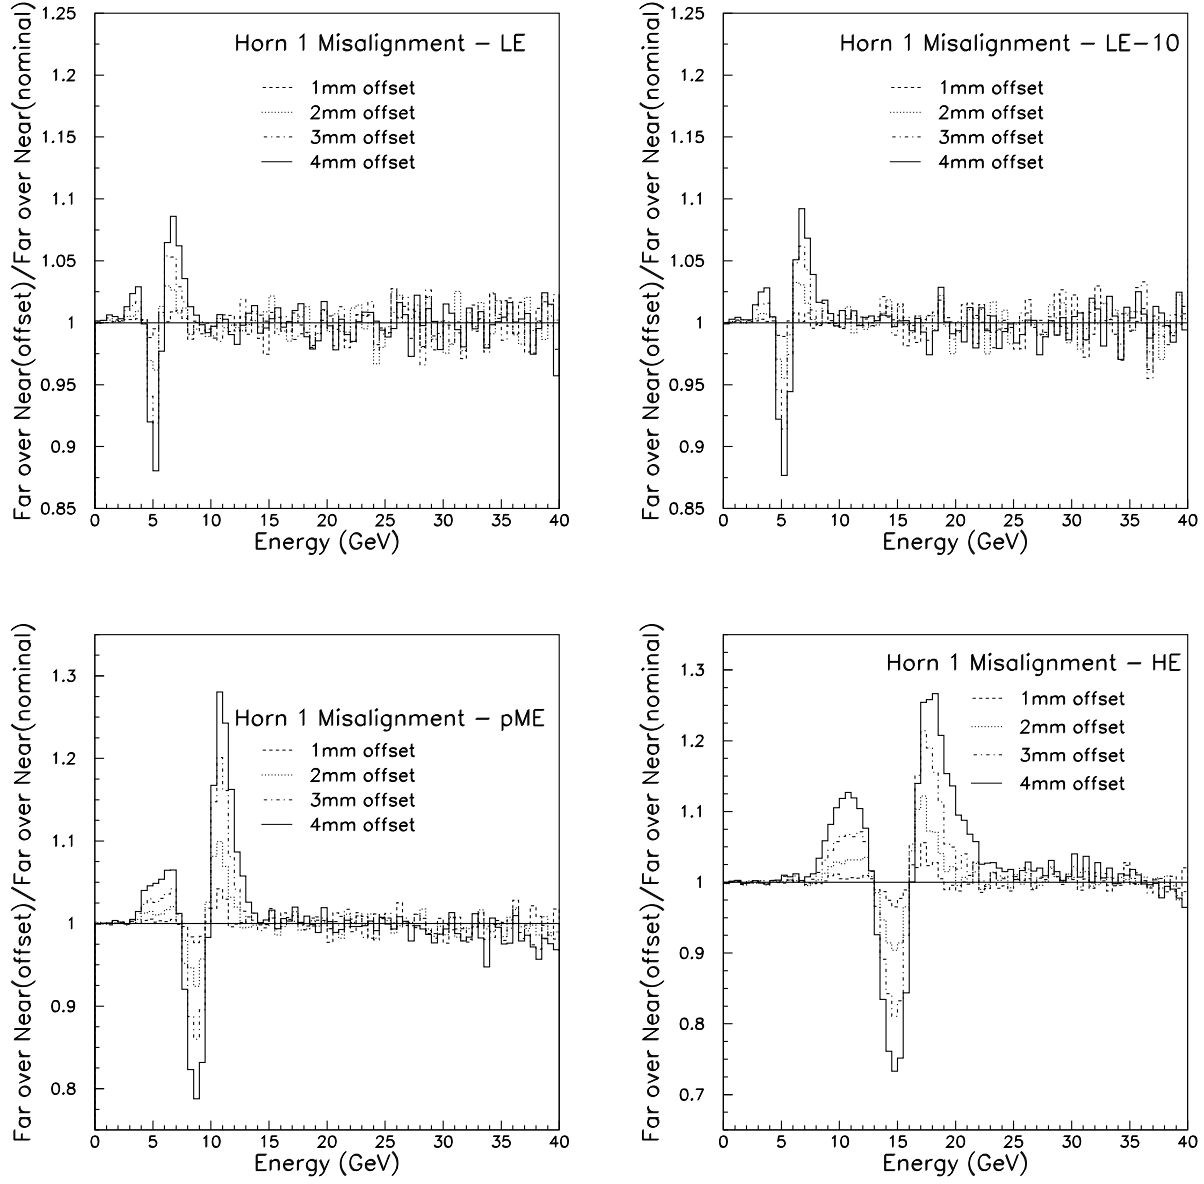 Far over Near(offset)/Far over Near(nominal)
1.25
1.2
1.15
1.1
1.05
1
0.95
0.9
0.85
Horn 1 Misalignment - LE
1mm offset
2mm offset
3mm offset
4mm offset
0 5 10 15 20 25 30 35 40
Energy (GeV)
Far over Near(offset)/Far over Near(nominal)
1.25
1.2
1.15
1.1
1.05
1
0.95
0.9
0.85
Horn 1 Misalignment - LE-10
1mm offset
2mm offset
3mm offset
4mm offset
0 5 10 15 20 25 30 35 40
Energy (GeV)
Far over Near(offset)/Far over Near(nominal)
1.3
1.2
1.1
1
0.9
0.8
Horn 1 Misalignment - pME
1mm offset
2mm offset
3mm offset
4mm offset
0 5 10 15 20 25 30 35 40
Energy (GeV)
Far over Near(offset)/Far over Near(nominal)
1.3
1.2
1.1
1
0.9
0.8
0.7
Horn 1 Misalignment - HE
1mm offset
2mm offset
3mm offset
4mm offset
0 5 10 15 20 25 30 35 40
Energy (GeV)